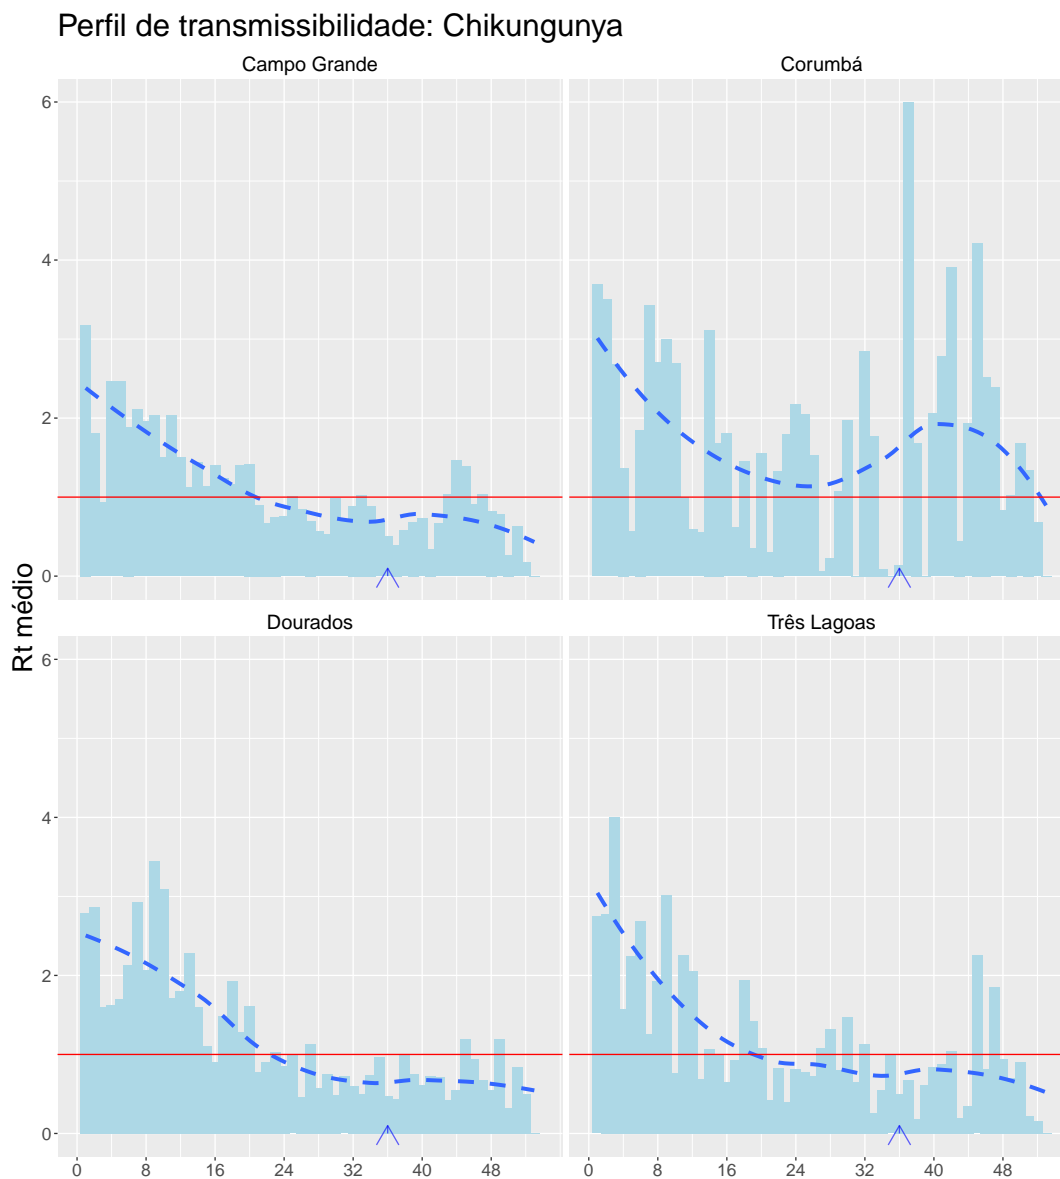 Perfil de transmissibilidade: Chikungunya
Campo Grande
Corumbá
6
4
2
0
Rt médio
Dourados
Três Lagoas
6
4
2
0
0 8 16 24 32 40 48
0 8 16 24 32 40 48